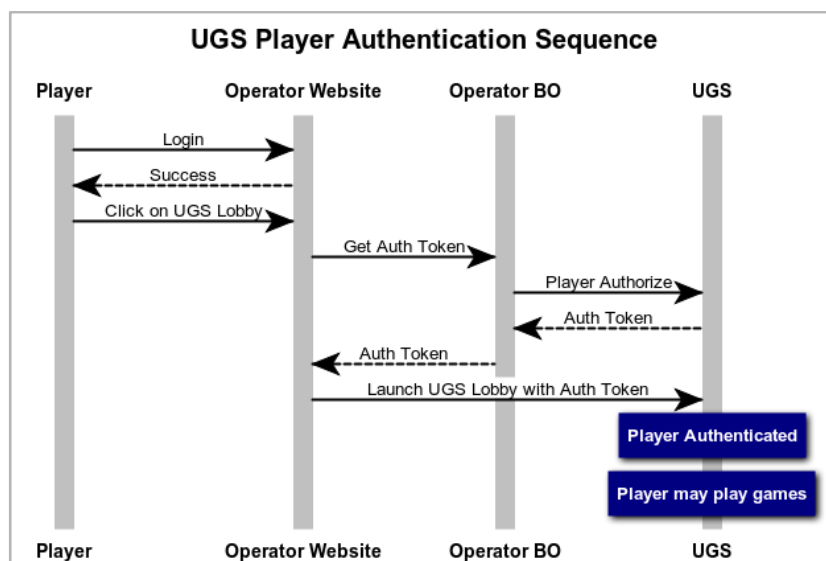 UGS Player Authentication Sequence
Player Operator Website Operator BO UGS
Login
Success
Click on UGS Lobby
Get Auth Token
Player Authorize
Auth Token
Auth Token
Launch UGS Lobby with Auth Token
Player Authenticated
Player may play games
Player Operator Website Operator BO UGS